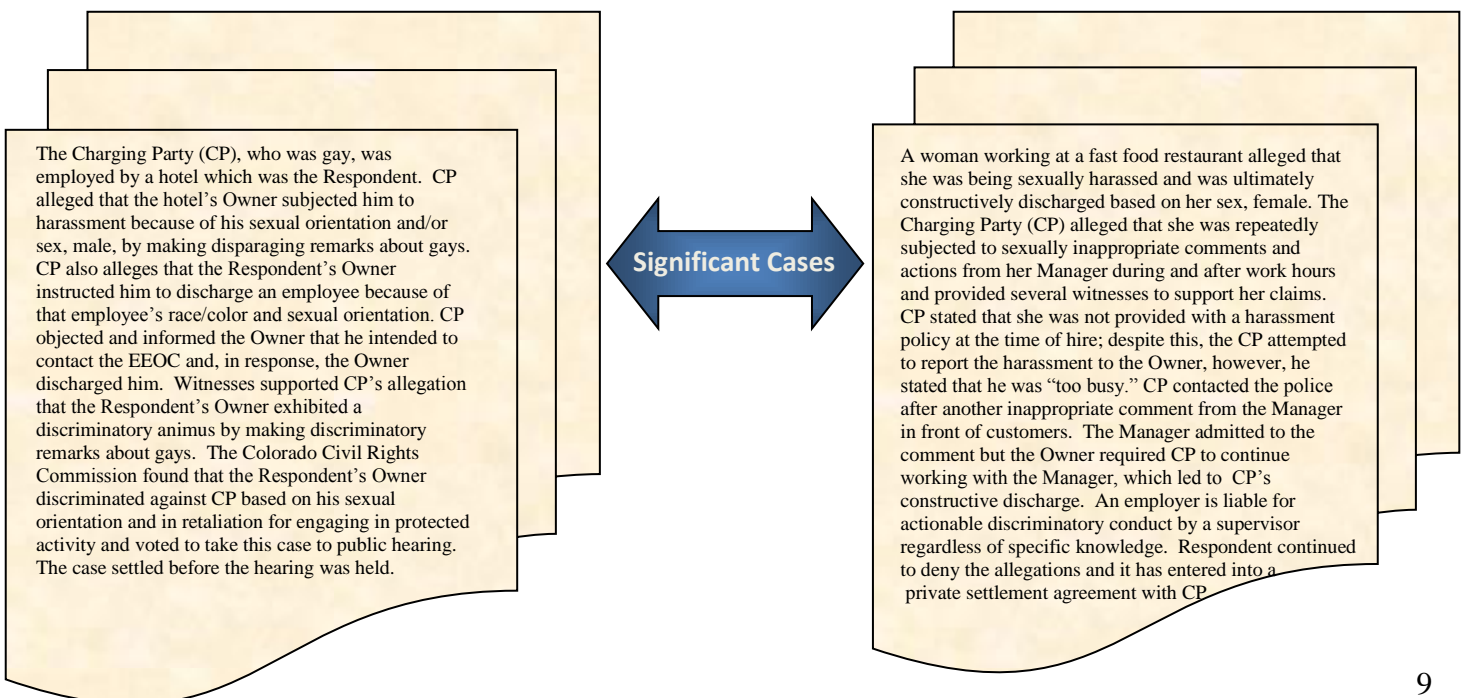 The Charging Party (CP), who was gay, was
employed by a hotel which was the Respondent.  CP
alleged that the hotel’s Owner subjected him to
harassment because of his sexual orientation and/or
sex, male, by making disparaging remarks about gays.
CP also alleges that the Respondent’s Owner
instructed him to discharge an employee because of
that employee’s race/color and sexual orientation. CP
objected and informed the Owner that he intended to
contact the EEOC and, in response, the Owner
discharged him.  Witnesses supported CP’s allegation
that the Respondent’s Owner exhibited a
discriminatory animus by making discriminatory
remarks about gays.  The Colorado Civil Rights
Commission found that the Respondent’s Owner
discriminated against CP based on his sexual
orientation and in retaliation for engaging in protected
activity and voted to take this case to public hearing.
The case settled before the hearing was held.
Significant Cases
A woman working at a fast food restaurant alleged that
she was being sexually harassed and was ultimately
constructively discharged based on her sex, female. The
Charging Party (CP) alleged that she was repeatedly
subjected to sexually inappropriate comments and
actions from her Manager during and after work hours
and provided several witnesses to support her claims.
CP stated that she was not provided with a harassment
policy at the time of hire; despite this, the CP attempted
to report the harassment to the Owner, however, he
stated that he was “too busy.” CP contacted the police
after another inappropriate comment from the Manager
in front of customers.  The Manager admitted to the
comment but the Owner required CP to continue
working with the Manager, which led to  CP’s
constructive discharge.  An employer is liable for
actionable discriminatory conduct by a supervisor
regardless of specific knowledge.  Respondent continued
to deny the allegations and it has entered into a
private settlement agreement with CP
9